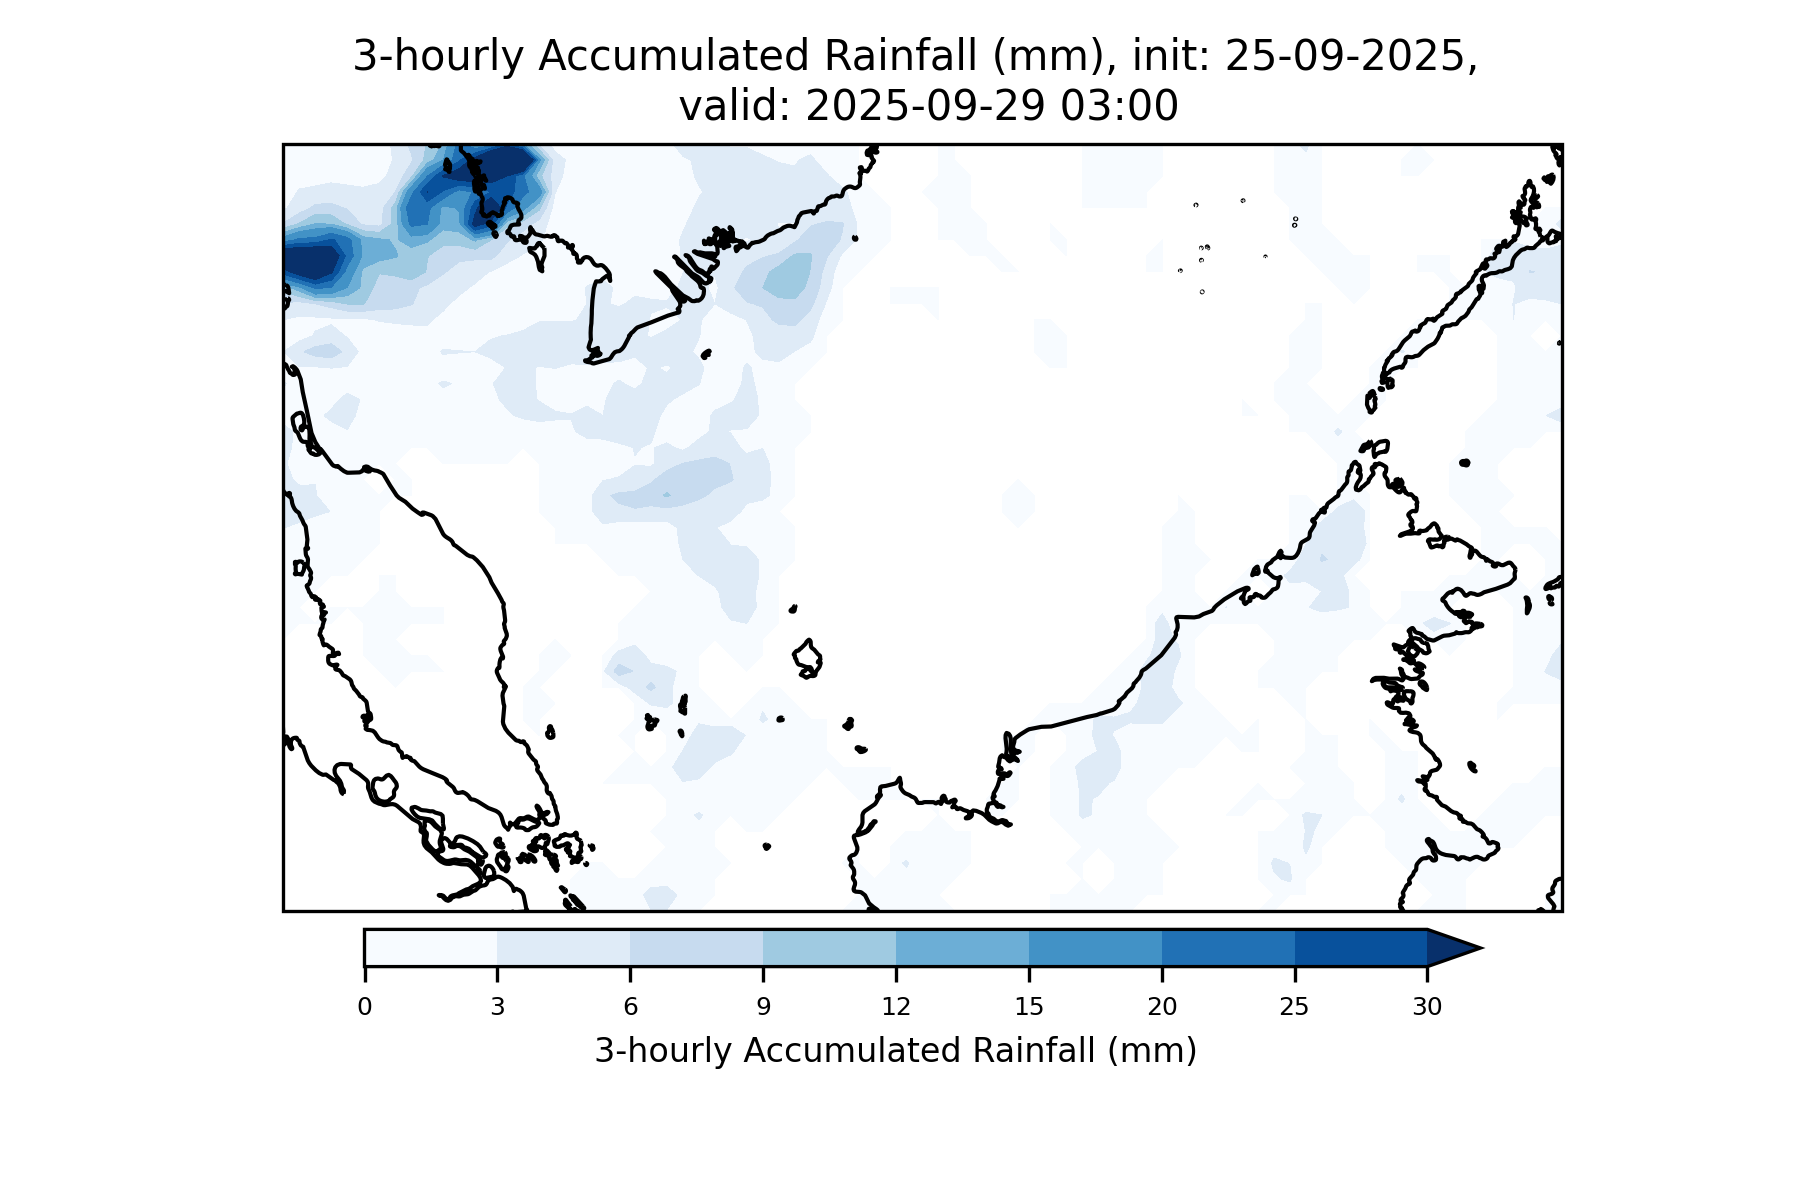 3-hourly Accumulated Rainfall (mm), init: 25-09-2025,
valid: 2025-09-29 03:00
0 3 6 9 12 15 20 25 30
3-hourly Accumulated Rainfall (mm)